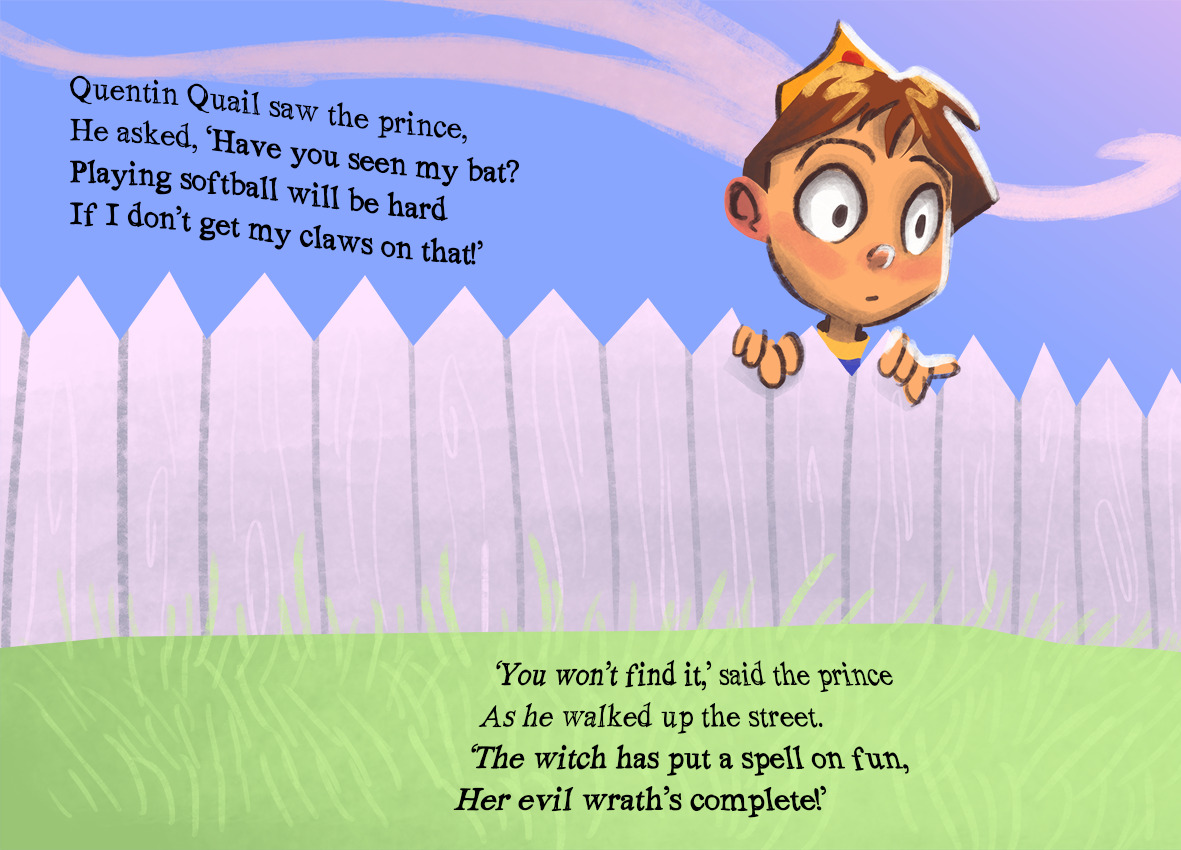 Quentin Quail saw the prince,
He asked, ‘Have you seen my bat?
Playing softball will be hard
If I don’t get my claws on that!’
‘You won’t find it,’ said the prince
As he walked up the street.
‘The witch has put a spell on fun,
Her evil wrath’s complete!’